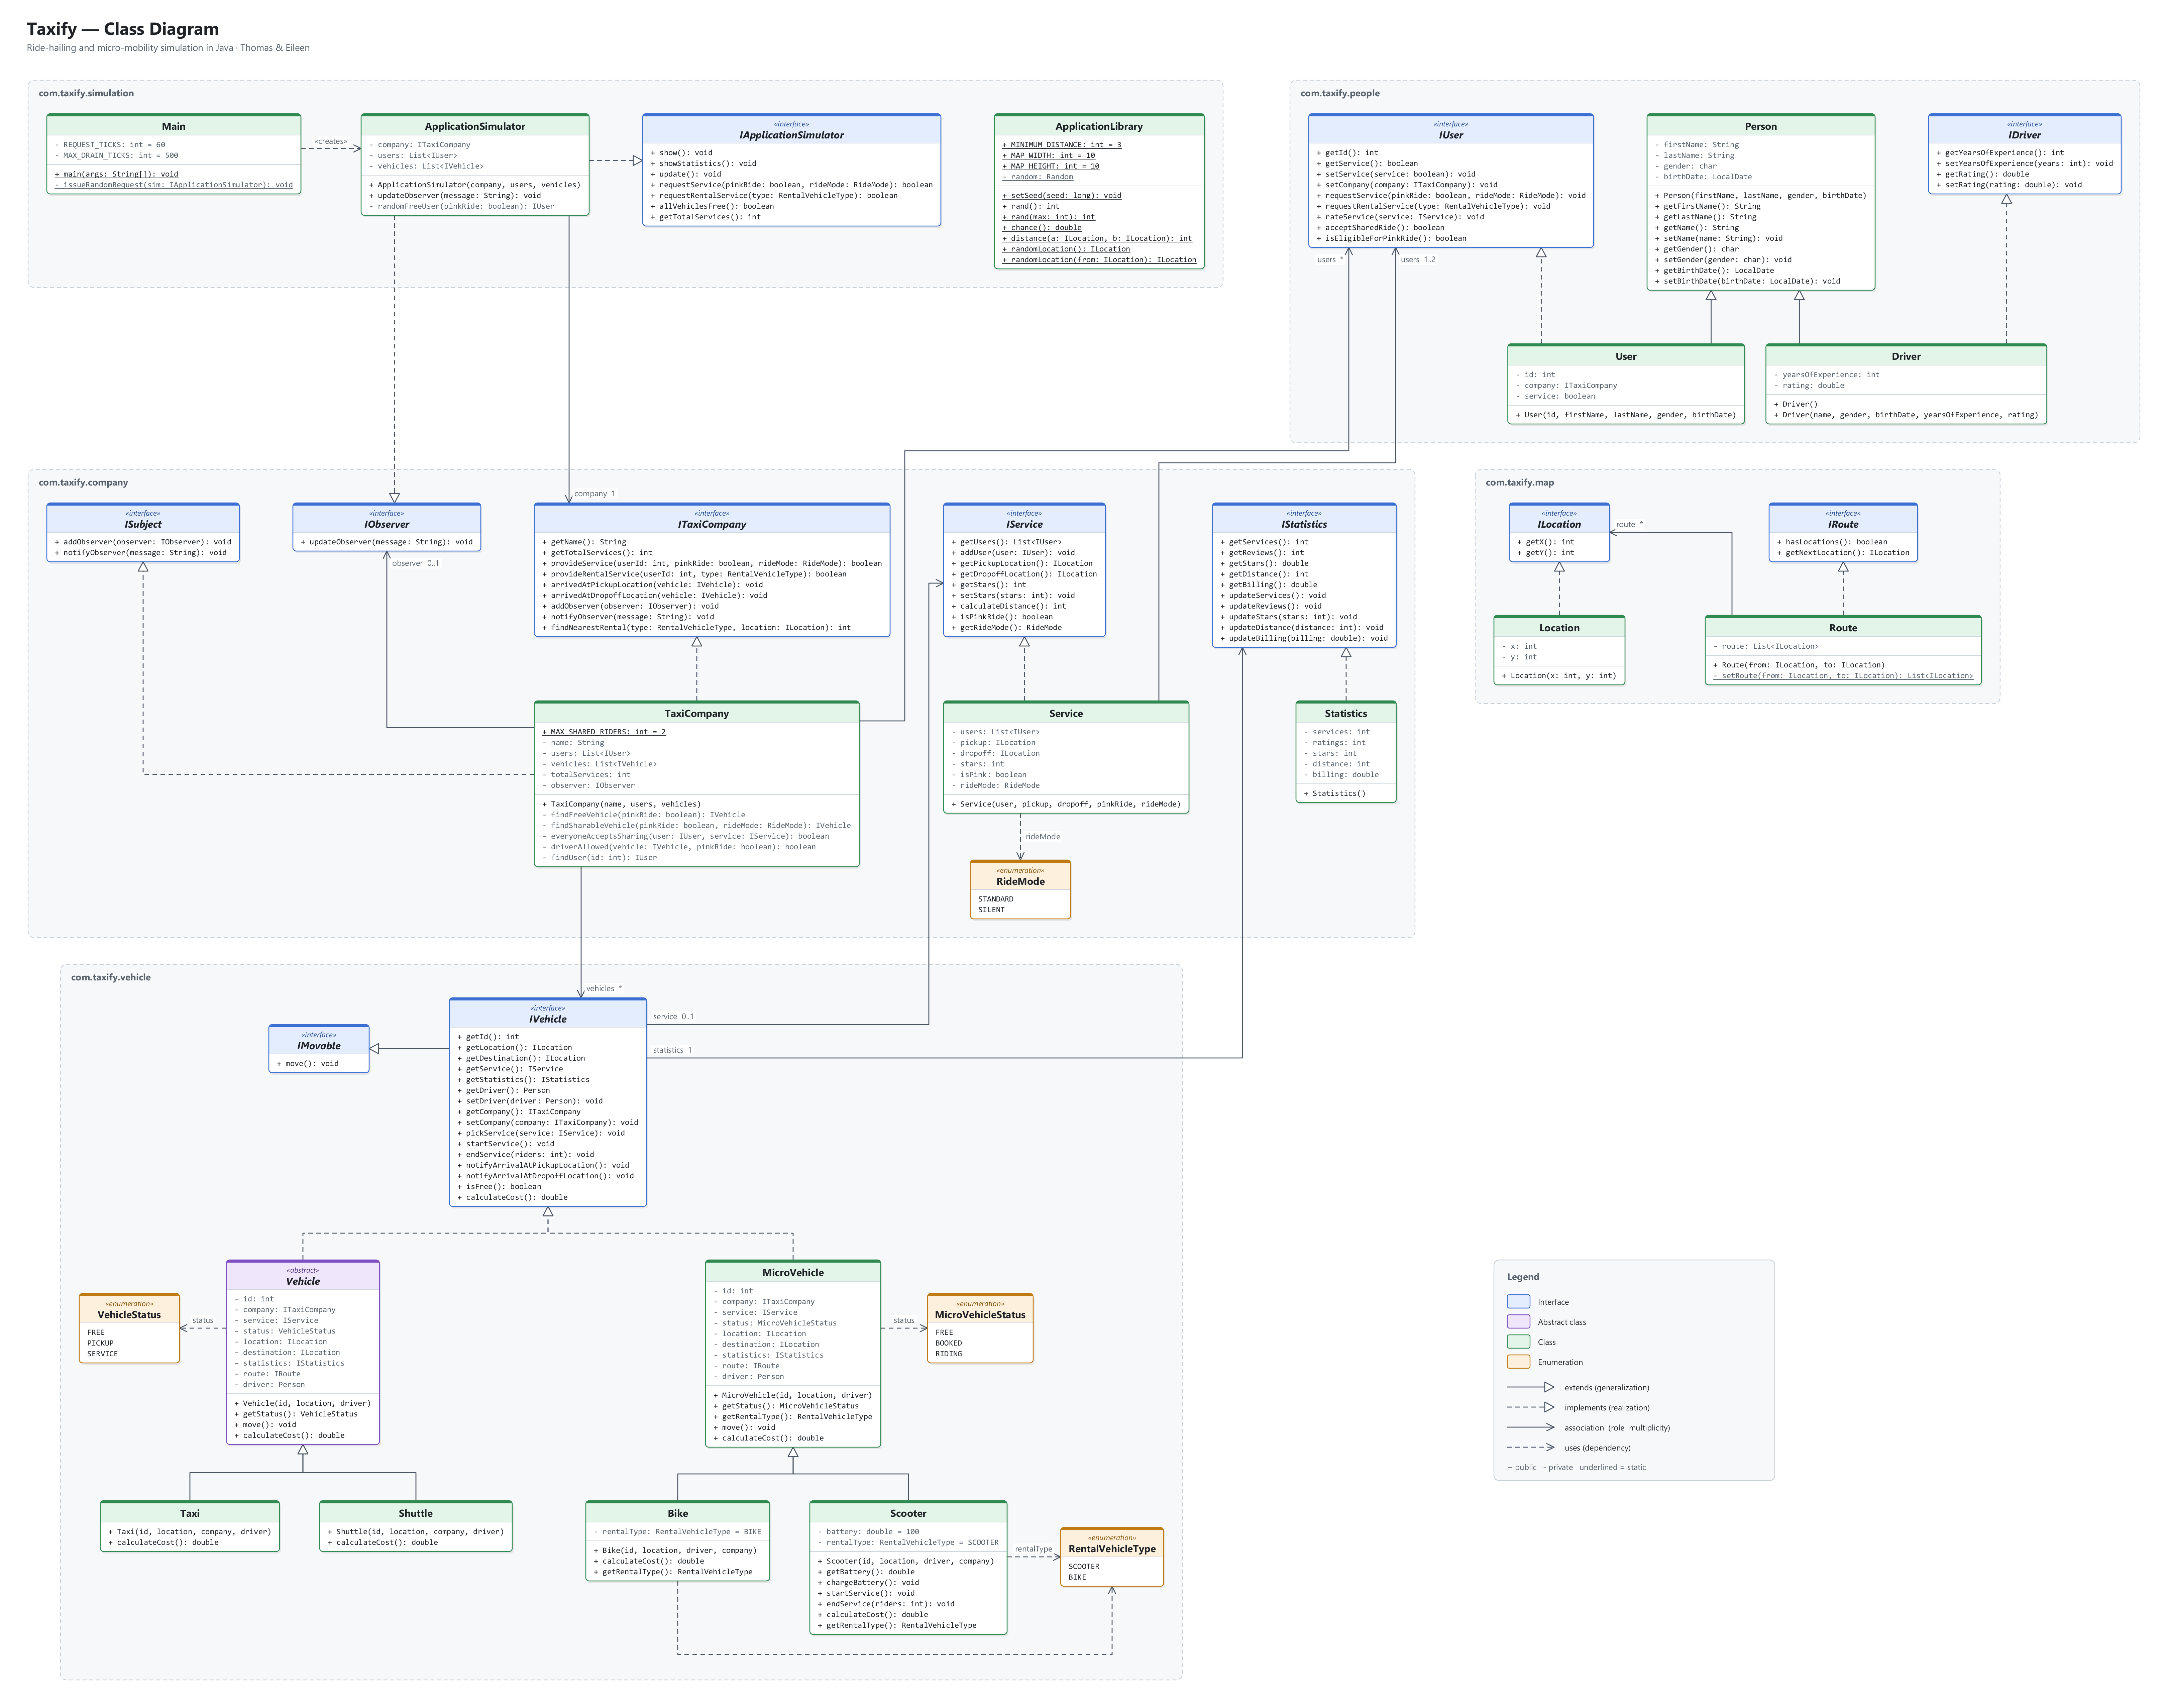 Taxify — Class Diagram
Ride-hailing and micro-mobility simulation in Java · Thomas & Eileen
com.taxify.simulation
Main
- REQUEST_TICKS: int = 60
- MAX_DRAIN_TICKS: int = 500
+ main(args: String[]): void
- issueRandomRequest(sim: IApplicationSimulator): void
«creates»
ApplicationSimulator
- company: ITaxiCompany
- users: List<IUser>
- vehicles: List<IVehicle>
+ ApplicationSimulator(company, users, vehicles)
+ updateObserver(message: String): void
- randomFreeUser(pinkRide: boolean): IUser
«interface»
IApplicationSimulator
+ show(): void
+ showStatistics(): void
+ update(): void
+ requestService(pinkRide: boolean, rideMode: RideMode): boolean
+ requestRentalService(type: RentalVehicleType): boolean
+ allVehiclesFree(): boolean
+ getTotalServices(): int
ApplicationLibrary
+ MINIMUM_DISTANCE: int = 3
+ MAP_WIDTH: int = 10
+ MAP_HEIGHT: int = 10
- random: Random
+ setSeed(seed: long): void
+ rand(): int
+ rand(max: int): int
+ chance(): double
+ distance(a: ILocation, b: ILocation): int
+ randomLocation(): ILocation
+ randomLocation(from: ILocation): ILocation
com.taxify.people
«interface»
IUser
+ getId(): int
+ getService(): boolean
+ setService(service: boolean): void
+ setCompany(company: ITaxiCompany): void
+ requestService(pinkRide: boolean, rideMode: RideMode): void
+ requestRentalService(type: RentalVehicleType): void
+ rateService(service: IService): void
+ acceptSharedRide(): boolean
+ isEligibleForPinkRide(): boolean
users *
users 1..2
Person
- firstName: String
- lastName: String
- gender: char
- birthDate: LocalDate
+ Person(firstName, lastName, gender, birthDate)
+ getFirstName(): String
+ getLastName(): String
+ getName(): String
+ setName(name: String): void
+ getGender(): char
+ setGender(gender: char): void
+ getBirthDate(): LocalDate
+ setBirthDate(birthDate: LocalDate): void
«interface»
IDriver
+ getYearsOfExperience(): int
+ setYearsOfExperience(years: int): void
+ getRating(): double
+ setRating(rating: double): void
User
- id: int
- company: ITaxiCompany
- service: boolean
+ User(id, firstName, lastName, gender, birthDate)
Driver
- yearsOfExperience: int
- rating: double
+ Driver()
+ Driver(name, gender, birthDate, yearsOfExperience, rating)
com.taxify.company
«interface»
ISubject
+ addObserver(observer: IObserver): void
+ notifyObserver(message: String): void
«interface»
IObserver
+ updateObserver(message: String): void
observer 0..1
company 1
«interface»
ITaxiCompany
+ getName(): String
+ getTotalServices(): int
+ provideService(userId: int, pinkRide: boolean, rideMode: RideMode): boolean
+ provideRentalService(userId: int, type: RentalVehicleType): boolean
+ arrivedAtPickupLocation(vehicle: IVehicle): void
+ arrivedAtDropoffLocation(vehicle: IVehicle): void
+ addObserver(observer: IObserver): void
+ notifyObserver(message: String): void
+ findNearestRental(type: RentalVehicleType, location: ILocation): int
«interface»
IService
+ getUsers(): List<IUser>
+ addUser(user: IUser): void
+ getPickupLocation(): ILocation
+ getDropoffLocation(): ILocation
+ getStars(): int
+ setStars(stars: int): void
+ calculateDistance(): int
+ isPinkRide(): boolean
+ getRideMode(): RideMode
«interface»
IStatistics
+ getServices(): int
+ getReviews(): int
+ getStars(): double
+ getDistance(): int
+ getBilling(): double
+ updateServices(): void
+ updateReviews(): void
+ updateStars(stars: int): void
+ updateDistance(distance: int): void
+ updateBilling(billing: double): void
TaxiCompany
+ MAX_SHARED_RIDERS: int = 2
- name: String
- users: List<IUser>
- vehicles: List<IVehicle>
- totalServices: int
- observer: IObserver
+ TaxiCompany(name, users, vehicles)
- findFreeVehicle(pinkRide: boolean): IVehicle
- findSharableVehicle(pinkRide: boolean, rideMode: RideMode): IVehicle
- everyoneAcceptsSharing(user: IUser, service: IService): boolean
- driverAllowed(vehicle: IVehicle, pinkRide: boolean): boolean
- findUser(id: int): IUser
Service
- users: List<IUser>
- pickup: ILocation
- dropoff: ILocation
- stars: int
- isPink: boolean
- rideMode: RideMode
+ Service(user, pickup, dropoff, pinkRide, rideMode)
rideMode
«enumeration»
RideMode
STANDARD
SILENT
Statistics
- services: int
- ratings: int
- stars: int
- distance: int
- billing: double
+ Statistics()
com.taxify.map
«interface»
ILocation
+ getX(): int
+ getY(): int
route *
«interface»
IRoute
+ hasLocations(): boolean
+ getNextLocation(): ILocation
Location
- x: int
- y: int
+ Location(x: int, y: int)
Route
- route: List<ILocation>
+ Route(from: ILocation, to: ILocation)
- setRoute(from: ILocation, to: ILocation): List<ILocation>
com.taxify.vehicle
vehicles *
«interface»
IMovable
+ move(): void
«interface»
IVehicle
+ getId(): int
+ getLocation(): ILocation
+ getDestination(): ILocation
+ getService(): IService
+ getStatistics(): IStatistics
+ getDriver(): Person
+ setDriver(driver: Person): void
+ getCompany(): ITaxiCompany
+ setCompany(company: ITaxiCompany): void
+ pickService(service: IService): void
+ startService(): void
+ endService(riders: int): void
+ notifyArrivalAtPickupLocation(): void
+ notifyArrivalAtDropoffLocation(): void
+ isFree(): boolean
+ calculateCost(): double
service 0..1
statistics 1
«enumeration»
VehicleStatus
FREE
PICKUP
SERVICE
status
«abstract»
Vehicle
- id: int
- company: ITaxiCompany
- service: IService
- status: VehicleStatus
- location: ILocation
- destination: ILocation
- statistics: IStatistics
- route: IRoute
- driver: Person
+ Vehicle(id, location, driver)
+ getStatus(): VehicleStatus
+ move(): void
+ calculateCost(): double
MicroVehicle
- id: int
- company: ITaxiCompany
- service: IService
- status: MicroVehicleStatus
- location: ILocation
- destination: ILocation
- statistics: IStatistics
- route: IRoute
- driver: Person
+ MicroVehicle(id, location, driver)
+ getStatus(): MicroVehicleStatus
+ getRentalType(): RentalVehicleType
+ move(): void
+ calculateCost(): double
status
«enumeration»
MicroVehicleStatus
FREE
BOOKED
RIDING
Taxi
+ Taxi(id, location, company, driver)
+ calculateCost(): double
Shuttle
+ Shuttle(id, location, company, driver)
+ calculateCost(): double
Bike
- rentalType: RentalVehicleType = BIKE
+ Bike(id, location, driver, company)
+ calculateCost(): double
+ getRentalType(): RentalVehicleType
Scooter
- battery: double = 100
- rentalType: RentalVehicleType = SCOOTER
+ Scooter(id, location, driver, company)
+ getBattery(): double
+ chargeBattery(): void
+ startService(): void
+ endService(riders: int): void
+ calculateCost(): double
+ getRentalType(): RentalVehicleType
rentalType
«enumeration»
RentalVehicleType
SCOOTER
BIKE
Legend
Interface
Abstract class
Class
Enumeration
extends (generalization)
implements (realization)
association (role multiplicity)
uses (dependency)
+ public - private underlined = static